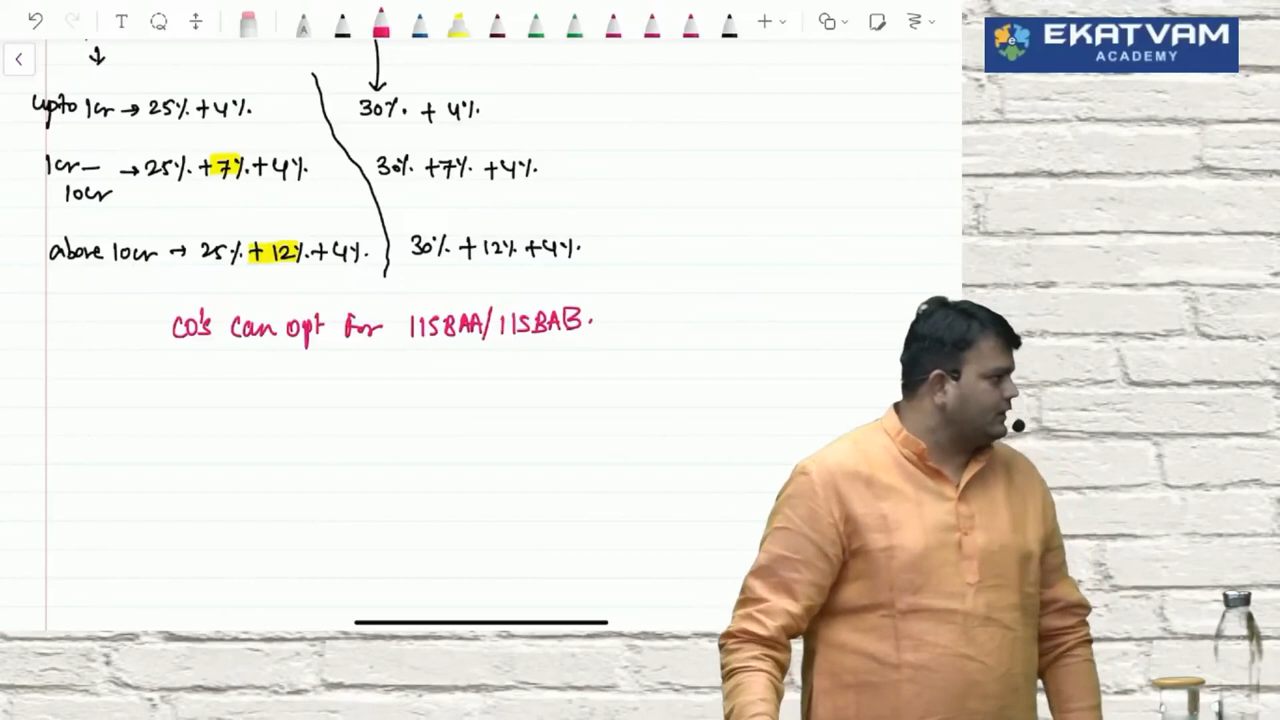 EKATVAM
ACADEMY
upto 1cr → 25% + 4%.
30%. + 4%.
1cr–
10cr
→ 25%. + 7%. + 4%.
30%. + 7%. + 4%.
above 10cr → 25%. + 12%. + 4%.
30%. + 12%. + 4%.
co's can opt for 115BAA/115BAB.